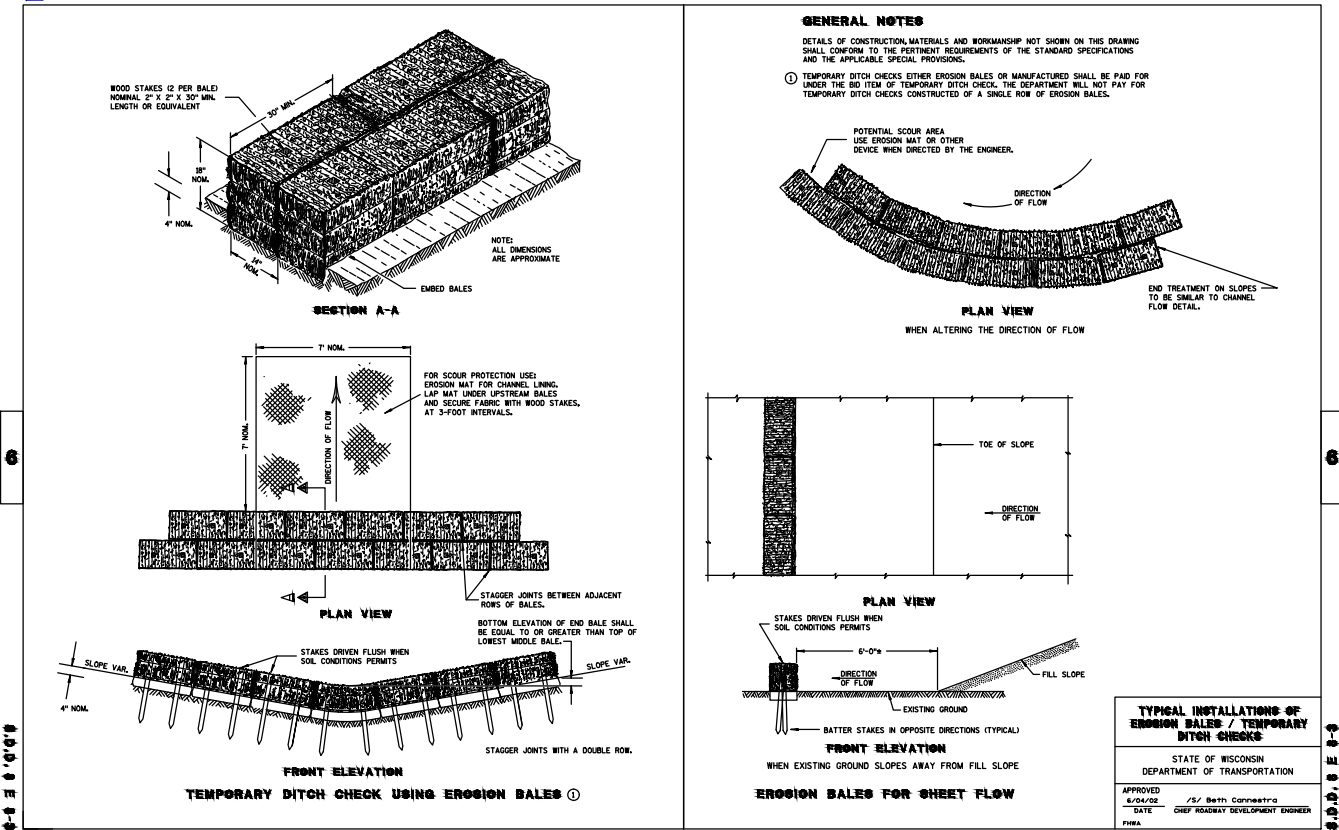 WOOD STAKES (2 PER BALE)
NOMINAL 2" X 2" X 30" MIN.
LENGTH OR EQUIVALENT
30" MIN.
18"
NOM.
4" NOM.
14"
NOM.
NOTE:
ALL DIMENSIONS
ARE APPROXIMATE
EMBED BALES
SECTION A-A
7' NOM.
7' NOM.
DIRECTION OF FLOW
FOR SCOUR PROTECTION USE:
EROSION MAT FOR CHANNEL LINING.
LAP MAT UNDER UPSTREAM BALES
AND SECURE FABRIC WITH WOOD STAKES,
AT 3-FOOT INTERVALS.
A
A
STAGGER JOINTS BETWEEN ADJACENT
ROWS OF BALES.
PLAN VIEW
BOTTOM ELEVATION OF END BALE SHALL
BE EQUAL TO OR GREATER THAN TOP OF
LOWEST MIDDLE BALE.
STAKES DRIVEN FLUSH WHEN
SOIL CONDITIONS PERMITS
SLOPE VAR.
SLOPE VAR.
4" NOM.
STAGGER JOINTS WITH A DOUBLE ROW.
FRONT ELEVATION
TEMPORARY DITCH CHECK USING EROSION BALES ①
GENERAL NOTES
DETAILS OF CONSTRUCTION, MATERIALS AND WORKMANSHIP NOT SHOWN ON THIS DRAWING
SHALL CONFORM TO THE PERTINENT REQUIREMENTS OF THE STANDARD SPECIFICATIONS
AND THE APPLICABLE SPECIAL PROVISIONS.
① TEMPORARY DITCH CHECKS EITHER EROSION BALES OR MANUFACTURED SHALL BE PAID FOR
UNDER THE BID ITEM OF TEMPORARY DITCH CHECK. THE DEPARTMENT WILL NOT PAY FOR
TEMPORARY DITCH CHECKS CONSTRUCTED OF A SINGLE ROW OF EROSION BALES.
POTENTIAL SCOUR AREA
USE EROSION MAT OR OTHER
DEVICE WHEN DIRECTED BY THE ENGINEER.
DIRECTION
OF FLOW
END TREATMENT ON SLOPES
TO BE SIMILAR TO CHANNEL
FLOW DETAIL.
PLAN VIEW
WHEN ALTERING THE DIRECTION OF FLOW
TOE OF SLOPE
DIRECTION
OF FLOW
PLAN VIEW
STAKES DRIVEN FLUSH WHEN
SOIL CONDITIONS PERMITS
6'-0"±
DIRECTION
OF FLOW
FILL SLOPE
EXISTING GROUND
BATTER STAKES IN OPPOSITE DIRECTIONS (TYPICAL)
FRONT ELEVATION
WHEN EXISTING GROUND SLOPES AWAY FROM FILL SLOPE
EROSION BALES FOR SHEET FLOW
TYPICAL INSTALLATIONS OF
EROSION BALES / TEMPORARY
DITCH CHECKS
STATE OF WISCONSIN
DEPARTMENT OF TRANSPORTATION
APPROVED
6/04/02 /S/ Beth Cannestra
DATE CHIEF ROADWAY DEVELOPMENT ENGINEER
FHWA
6
6
S.D.D. 8 E 8-3